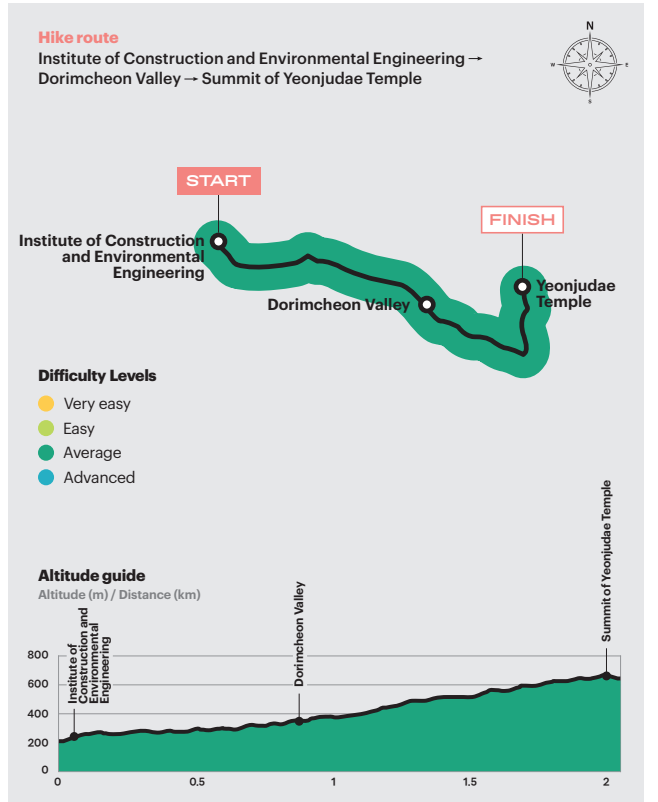 Hike route
Institute of Construction and Environmental Engineering →
Dorimcheon Valley → Summit of Yeonjudae Temple
N
W
E
S
START
FINISH
Institute of Construction
and Environmental
Engineering
Yeonjudae
Temple
Dorimcheon Valley
Difficulty Levels
Very easy
Easy
Average
Advanced
Altitude guide
Altitude (m) / Distance (km)
Institute of
Construction and
Environmental
Engineering
Dorimcheon Valley
Summit of Yeonjudae Temple
800
600
400
200
0
0
0.5
1
1.5
2